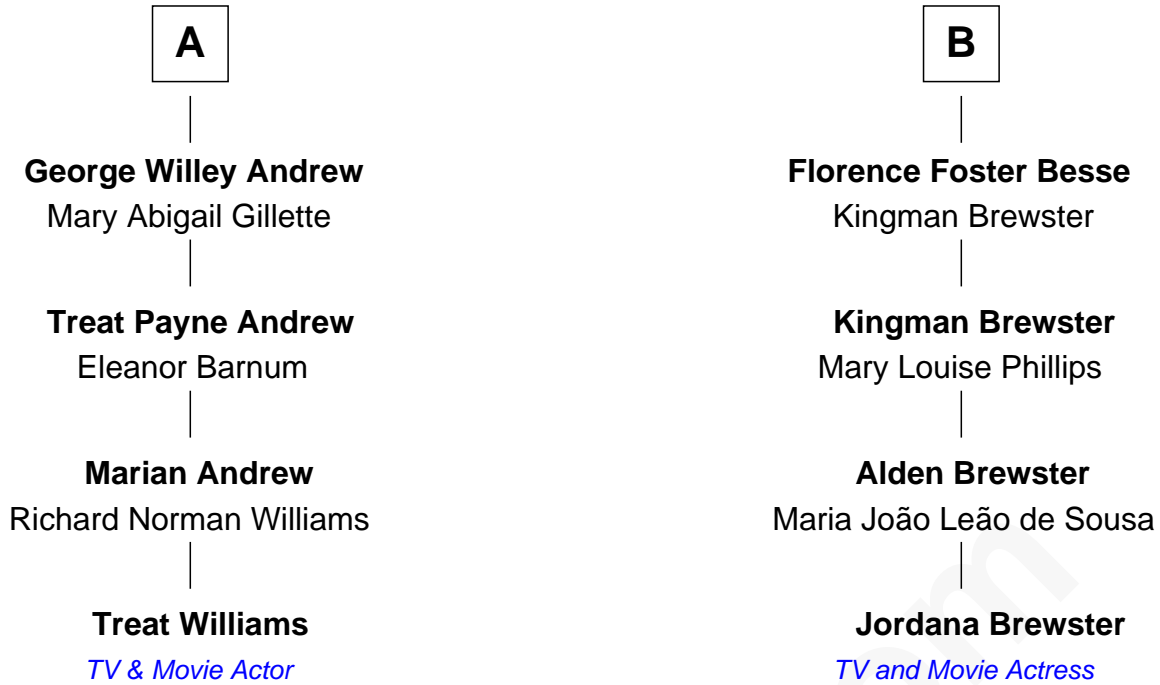 A
George Willey Andrew
Mary Abigail Gillette
Treat Payne Andrew
Eleanor Barnum
Marian Andrew
Richard Norman Williams
Treat Williams
TV & Movie Actor
B
Florence Foster Besse
Kingman Brewster
Kingman Brewster
Mary Louise Phillips
Alden Brewster
Maria João Leão de Sousa
Jordana Brewster
TV and Movie Actress